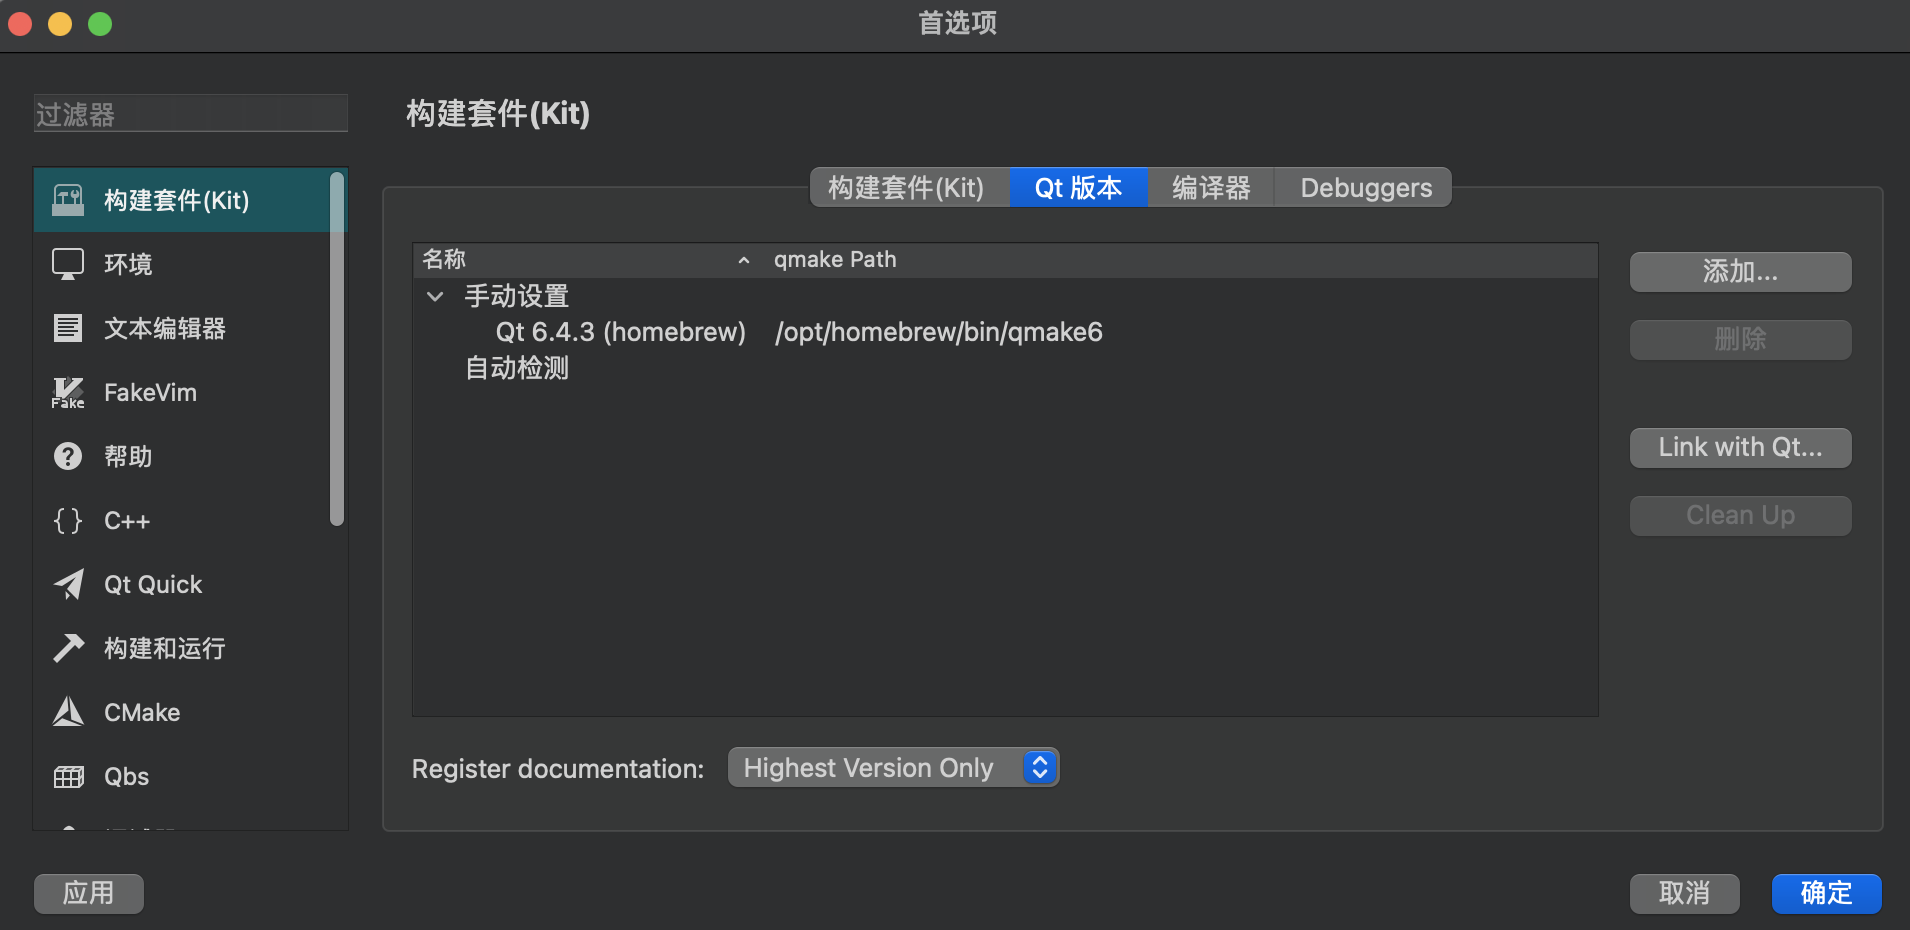 首选项
过滤器
构建套件(Kit)
环境
文本编辑器
Fake
FakeVim
帮助
C++
Qt Quick
构建和运行
CMake
Qbs
构建套件(Kit)
构建套件(Kit)
Qt 版本
编译器
Debuggers
名称
qmake Path
手动设置
Qt 6.4.3 (homebrew) /opt/homebrew/bin/qmake6
自动检测
添加...
删除
Link with Qt...
Clean Up
Register documentation: Highest Version Only
应用
取消
确定